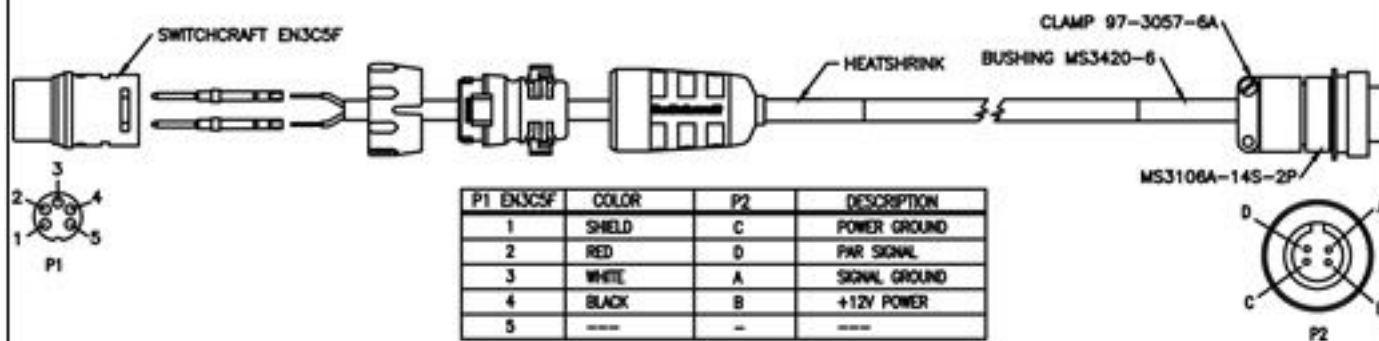 SWITCHCRAFT EN3C5F
CLAMP 97-3057-6A
HEATSHRINK
BUSHING MS3420-6
MS3106A-14S-2P
3
2 4
1 5
P1
P1 EN3C5F COLOR P2 DESCRIPTION
1 SHIELD C POWER GROUND
2 RED D PAR SIGNAL
3 WHITE A SIGNAL GROUND
4 BLACK B +12V POWER
5 --- - ---
D
C
P2